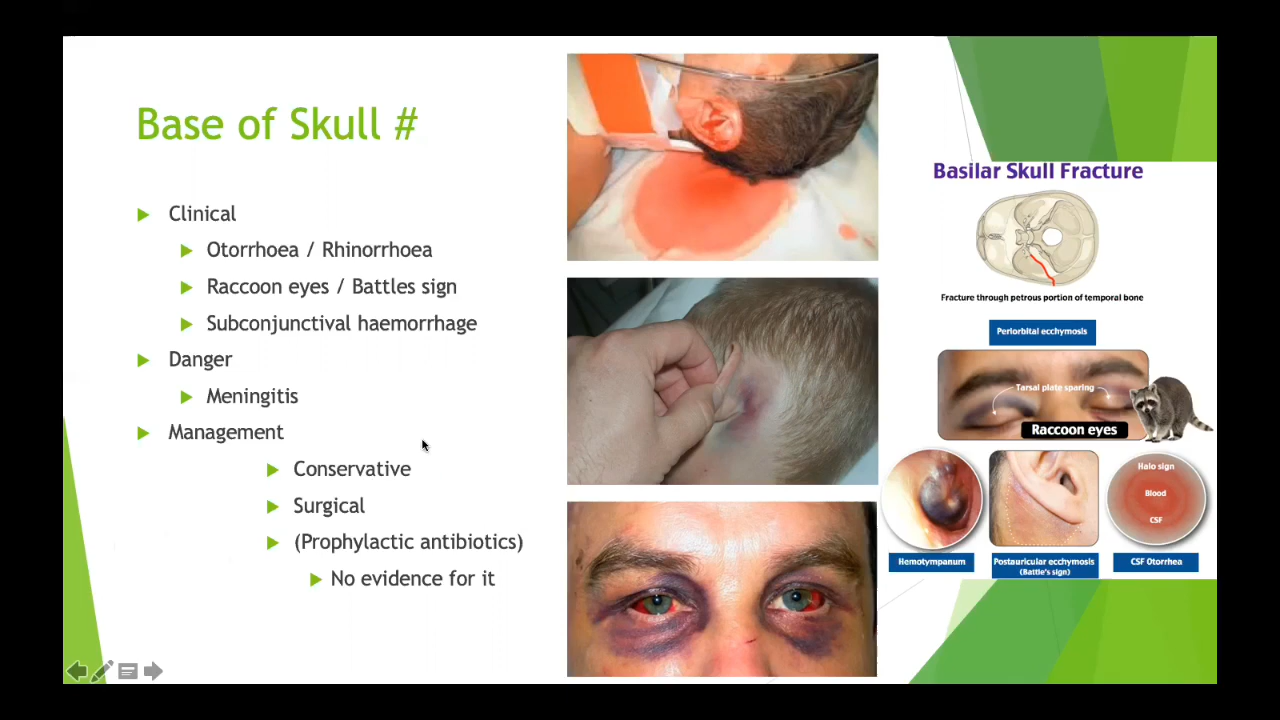 Base of Skull #
Clinical
Otorrhoea / Rhinorrhoea
Raccoon eyes / Battles sign
Subconjunctival haemorrhage
Danger
Meningitis
Management
Conservative
Surgical
(Prophylactic antibiotics)
No evidence for it
Basilar Skull Fracture
Fracture through petrous portion of temporal bone
Periorbital ecchymosis
Tarsal plate sparing
Raccoon eyes
Halo sign
Blood
CSF
Hemotympanum
Postauricular ecchymosis
(Battle's sign)
CSF Otorrhea